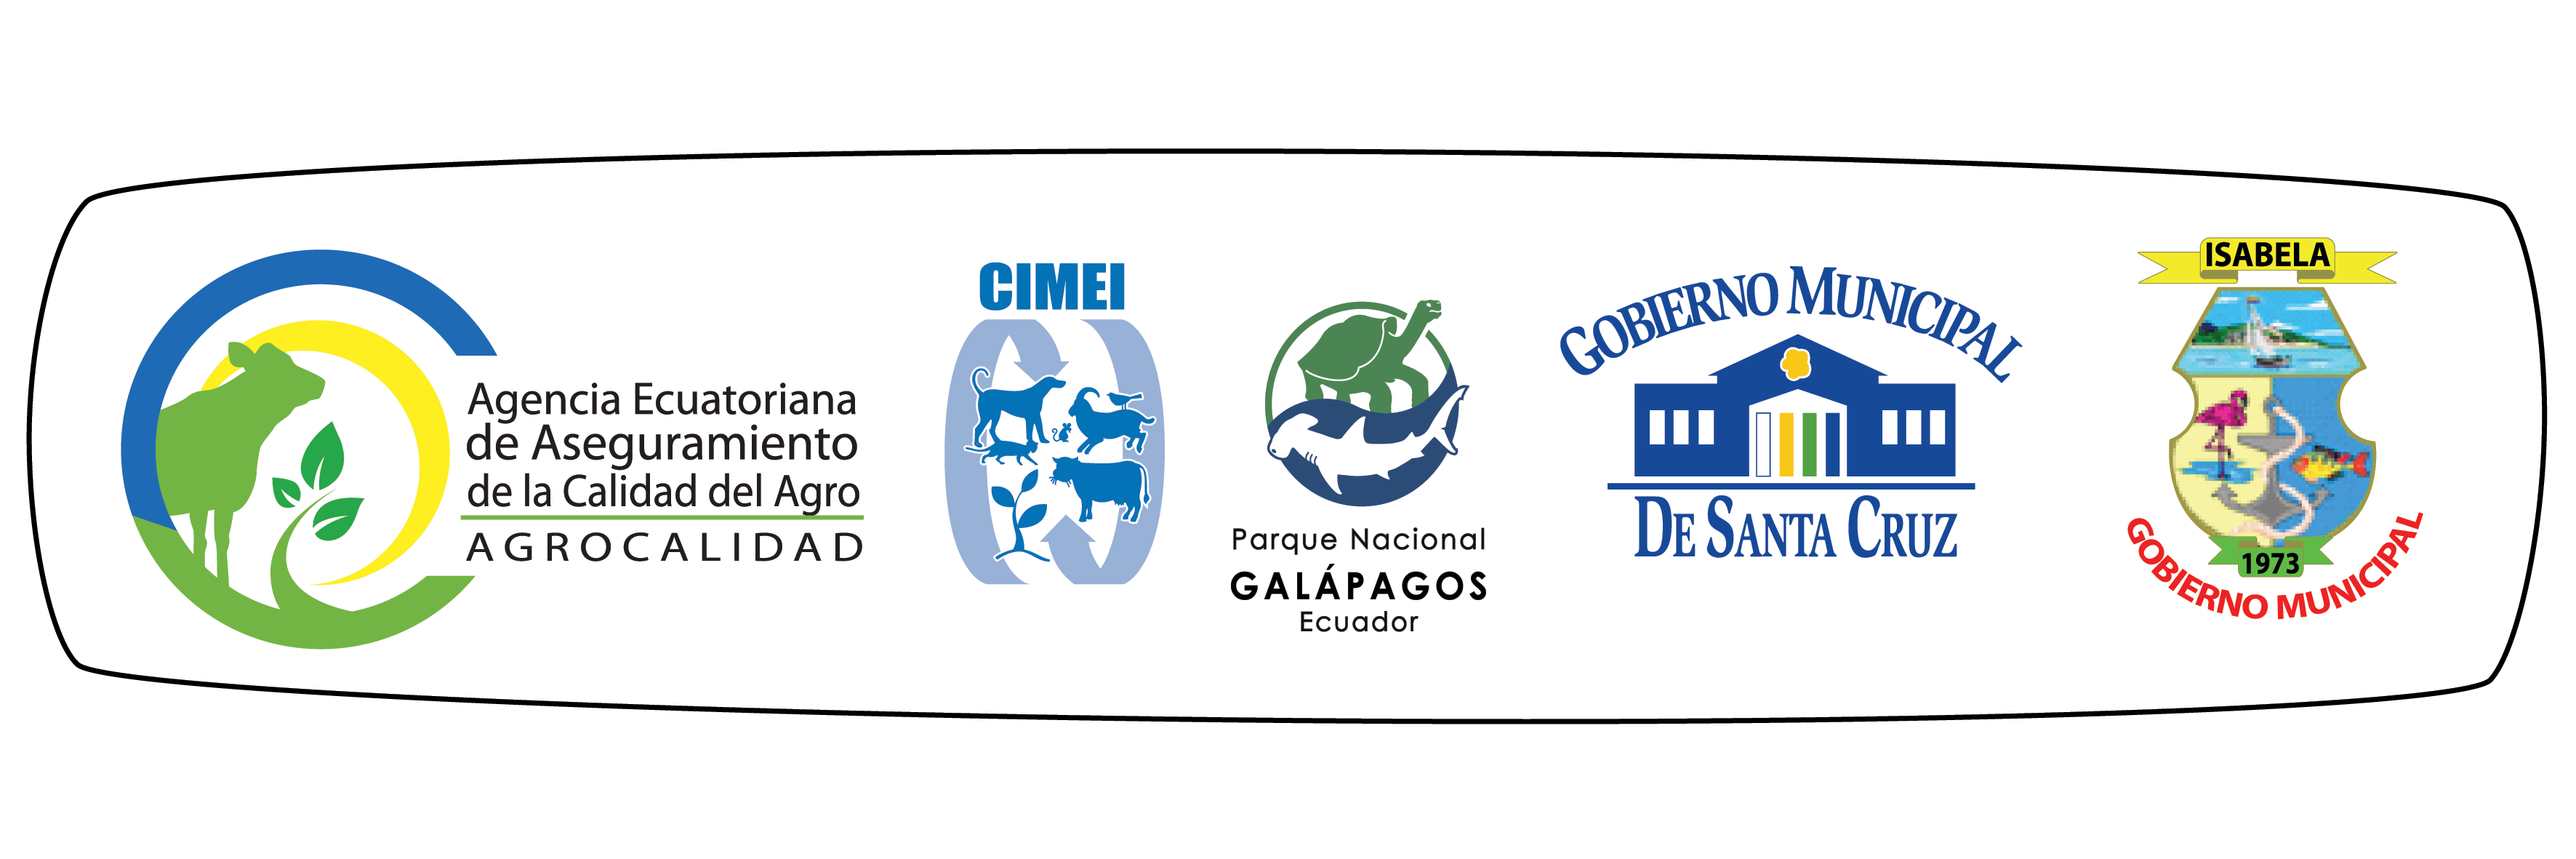 Agencia Ecuatoriana
de Aseguramiento
de la Calidad del Agro
AGROCALIDAD
CIMEI
Parque Nacional
GALÁPAGOS
Ecuador
GOBIERNO MUNICIPAL
DE SANTA CRUZ
ISABELA
1973
GOBIERNO MUNICIPAL